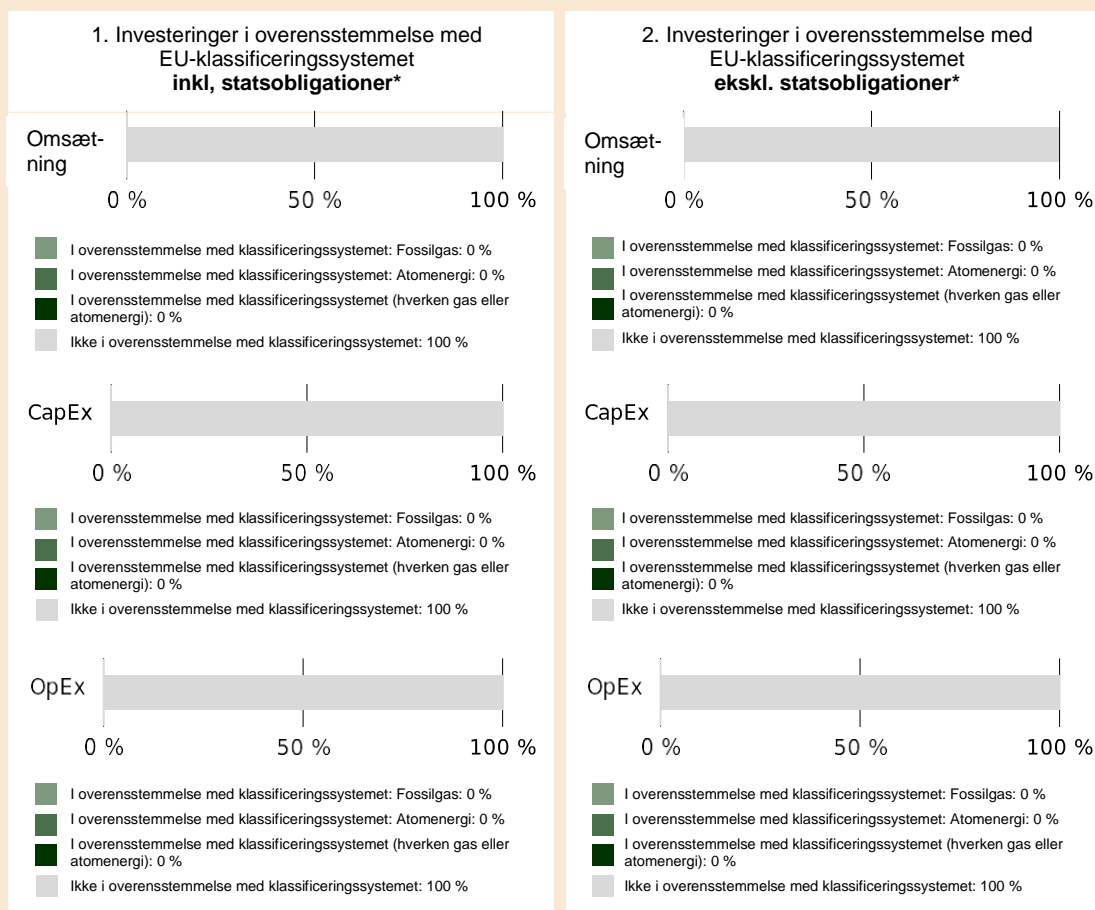 1. Investeringer i overensstemmelse med
EU-klassificeringssystemet
inkl, statsobligationer*
Omsæt-
ning
0 %
50 %
100 %
I overensstemmelse med klassificeringssystemet: Fossilgas: 0 %
I overensstemmelse med klassificeringssystemet: Atomenergi: 0 %
I overensstemmelse med klassificeringssystemet (hverken gas eller
atomenergi): 0 %
Ikke i overensstemmelse med klassificeringssystemet: 100 %
CapEx
0 %
50 %
100 %
I overensstemmelse med klassificeringssystemet: Fossilgas: 0 %
I overensstemmelse med klassificeringssystemet: Atomenergi: 0 %
I overensstemmelse med klassificeringssystemet (hverken gas eller
atomenergi): 0 %
Ikke i overensstemmelse med klassificeringssystemet: 100 %
OpEx
0 %
50 %
100 %
I overensstemmelse med klassificeringssystemet: Fossilgas: 0 %
I overensstemmelse med klassificeringssystemet: Atomenergi: 0 %
I overensstemmelse med klassificeringssystemet (hverken gas eller
atomenergi): 0 %
Ikke i overensstemmelse med klassificeringssystemet: 100 %
2. Investeringer i overensstemmelse med
EU-klassificeringssystemet
ekskl. statsobligationer*
Omsæt-
ning
0 %
50 %
100 %
I overensstemmelse med klassificeringssystemet: Fossilgas: 0 %
I overensstemmelse med klassificeringssystemet: Atomenergi: 0 %
I overensstemmelse med klassificeringssystemet (hverken gas eller
atomenergi): 0 %
Ikke i overensstemmelse med klassificeringssystemet: 100 %
CapEx
0 %
50 %
100 %
I overensstemmelse med klassificeringssystemet: Fossilgas: 0 %
I overensstemmelse med klassificeringssystemet: Atomenergi: 0 %
I overensstemmelse med klassificeringssystemet (hverken gas eller
atomenergi): 0 %
Ikke i overensstemmelse med klassificeringssystemet: 100 %
OpEx
0 %
50 %
100 %
I overensstemmelse med klassificeringssystemet: Fossilgas: 0 %
I overensstemmelse med klassificeringssystemet: Atomenergi: 0 %
I overensstemmelse med klassificeringssystemet (hverken gas eller
atomenergi): 0 %
Ikke i overensstemmelse med klassificeringssystemet: 100 %